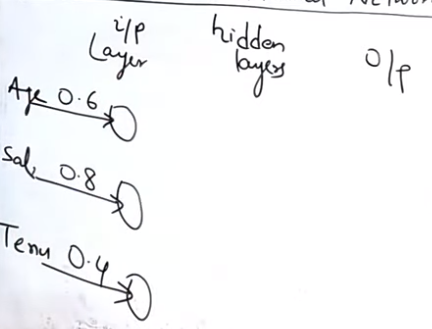 i/p Layer
hidden layers
O/p
Age 0.6
Sal. 0.8
Tenu 0.4